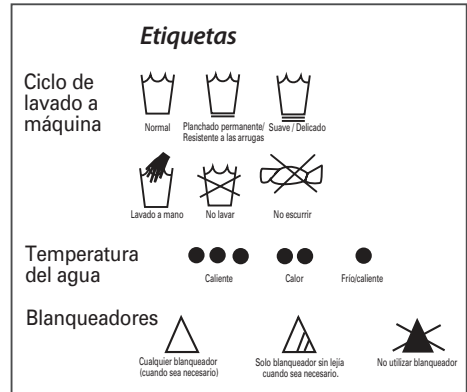 Etiquetas
Ciclo de
lavado a
máquina
Normal
Planchado permanente/
Resistente a las arrugas
Suave / Delicado
Lavado a mano
No lavar
No escurrir
Temperatura
del agua
Caliente
Calor
Frío/caliente
Blanqueadores
Cualquier blanqueador
(cuando sea necesario)
Solo blanqueador sin lejía
cuando sea necesario.
No utilizar blanqueador